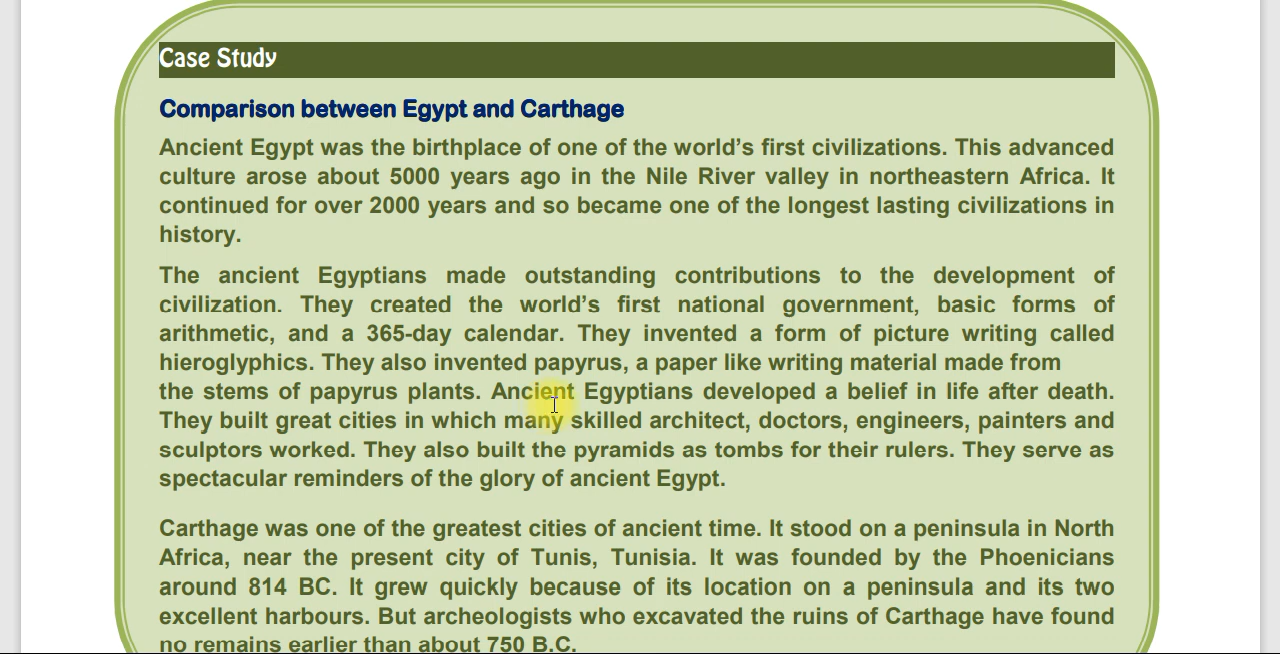 Case Study
Comparison between Egypt and Carthage
Ancient Egypt was the birthplace of one of the world’s first civilizations. This advanced
culture arose about 5000 years ago in the Nile River valley in northeastern Africa. It
continued for over 2000 years and so became one of the longest lasting civilizations in
history.
The ancient Egyptians made outstanding contributions to the development of
civilization. They created the world’s first national government, basic forms of
arithmetic, and a 365-day calendar. They invented a form of picture writing called
hieroglyphics. They also invented papyrus, a paper like writing material made from
the stems of papyrus plants. Ancient Egyptians developed a belief in life after death.
They built great cities in which many skilled architect, doctors, engineers, painters and
sculptors worked. They also built the pyramids as tombs for their rulers. They serve as
spectacular reminders of the glory of ancient Egypt.
Carthage was one of the greatest cities of ancient time. It stood on a peninsula in North
Africa, near the present city of Tunis, Tunisia. It was founded by the Phoenicians
around 814 BC. It grew quickly because of its location on a peninsula and its two
excellent harbours. But archeologists who excavated the ruins of Carthage have found
no remains earlier than about 750 B.C.